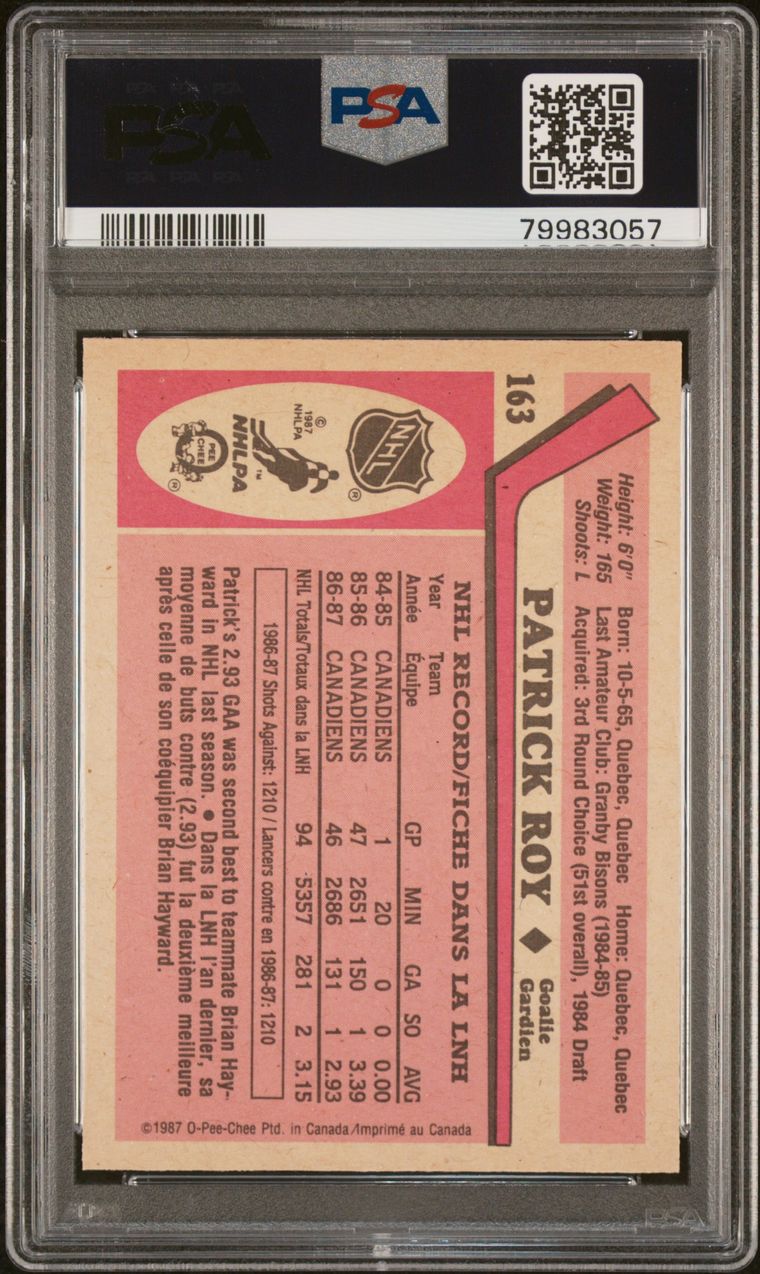 PSA
PSA
79983057
163
Height: 6'0" Born: 10-5-65, Quebec, Quebec Home: Quebec, Quebec
Weight: 165 Last Amateur Club: Granby Bisons (1984-85)
Shoots: L Acquired: 3rd Round Choice (51st overall), 1984 Draft
PATRICK ROY ◆ Goalie
Gardien
NHL
®
© 1987 NHLPA
NHLPA™
O PEE CHEE
®
NHL RECORD/FICHE DANS LA LNH
Year Team
Année Équipe GP MIN GA SO AVG
84-85 CANADIENS 1 20 0 0 0.00
85-86 CANADIENS 47 2651 150 1 3.39
86-87 CANADIENS 46 2686 131 1 2.93
NHL Totals/Totaux dans la LNH 94 5357 281 2 3.15
1986-87 Shots Against: 1210 / Lancers contre en 1986-87: 1210
Patrick's 2.93 GAA was second best to teammate Brian Hay-
ward in NHL last season. ● Dans la LNH l'an dernier, sa
moyenne de buts contre (2.93) fut la deuxième meilleure
après celle de son coéquipier Brian Hayward.
©1987 O-Pee-Chee Ptd. in Canada/Imprimé au Canada
PSA